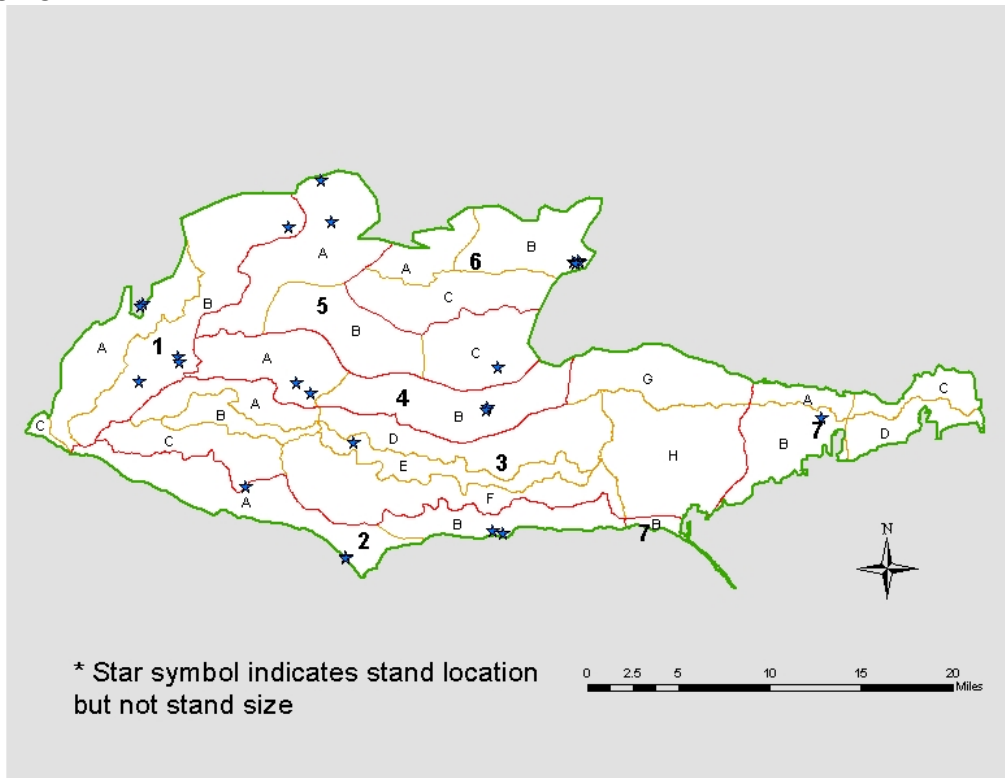 A
6
B
A
C
B
5
B
A
1
A
C
G
C
4
B
A
7
C
B
A
D
B
D
C
E
3
H
F
A
B
2
7
B
N
* Star symbol indicates stand location
but not stand size
0 2.5 5 10 15 20
Miles